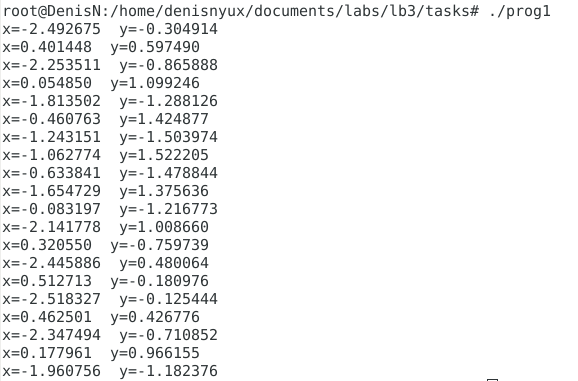 root@DenisN:/home/denisnyux/documents/labs/lb3/tasks# ./prog1
x=-2.492675  y=-0.304914
x=0.401448  y=0.597490
x=-2.253511  y=-0.865888
x=0.054850  y=1.099246
x=-1.813502  y=-1.288126
x=-0.460763  y=1.424877
x=-1.243151  y=-1.503974
x=-1.062774  y=1.522205
x=-0.633841  y=-1.478844
x=-1.654729  y=1.375636
x=-0.083197  y=-1.216773
x=-2.141778  y=1.008660
x=0.320550  y=-0.759739
x=-2.445886  y=0.480064
x=0.512713  y=-0.180976
x=-2.518327  y=-0.125444
x=0.462501  y=0.426776
x=-2.347494  y=-0.710852
x=0.177961  y=0.966155
x=-1.960756  y=-1.182376